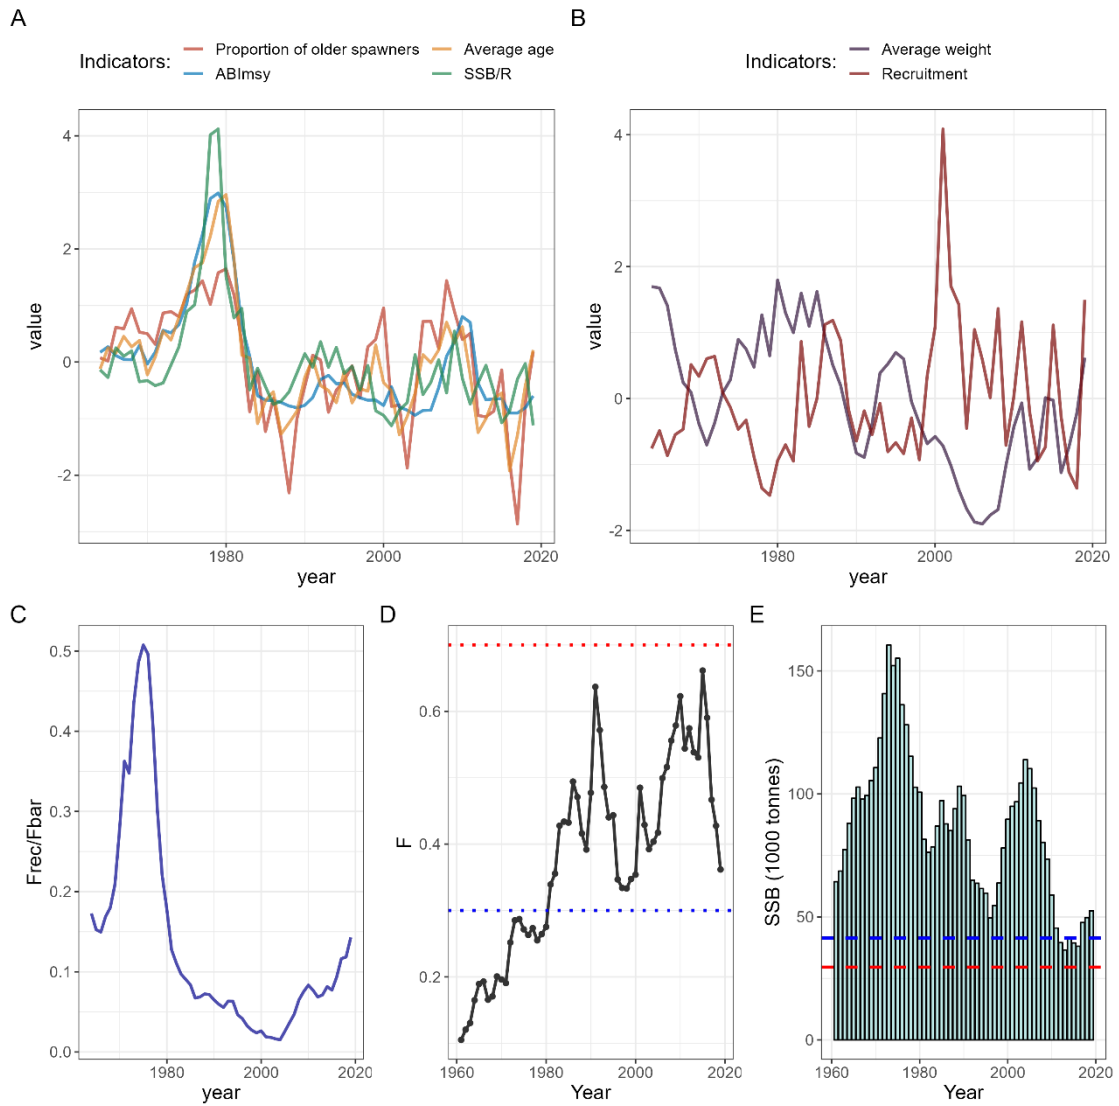 A
Indicators:
Proportion of older spawners
Average age
ABImsy
SSB/R
value
4
2
0
-2
1980
2000
2020
year
B
Indicators:
Average weight
Recruitment
value
4
2
0
-2
1980
2000
2020
year
C
Frec/Fbar
0.5
0.4
0.3
0.2
0.1
0.0
1980
2000
2020
year
D
F
0.6
0.4
0.2
1960
1980
2000
2020
Year
E
SSB (1000 tonnes)
150
100
50
0
1960
1980
2000
2020
Year